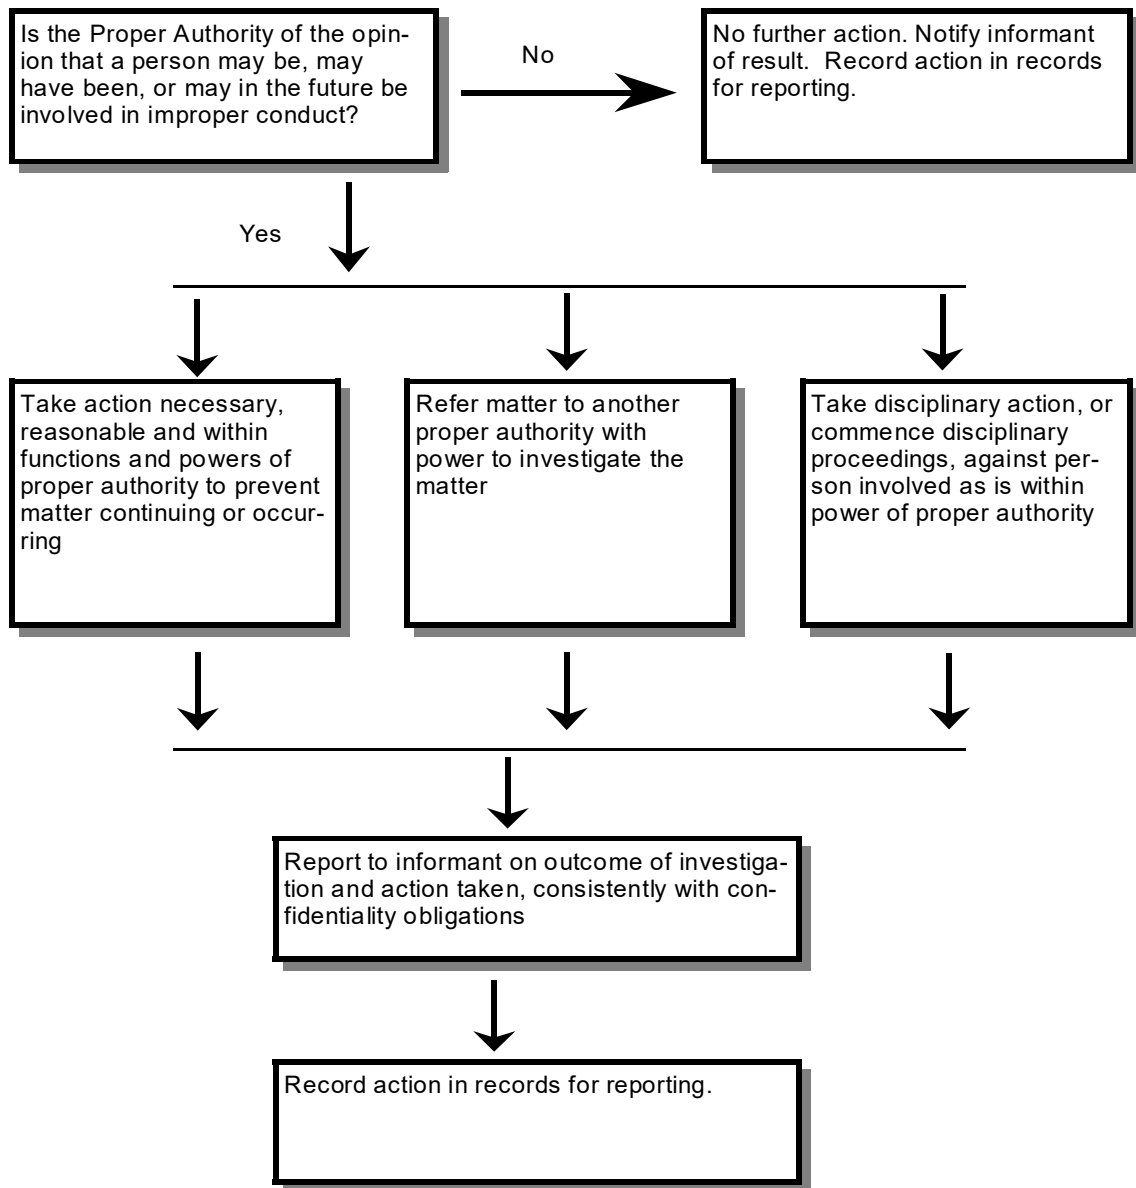 Is the Proper Authority of the opin-
ion that a person may be, may
have been, or may in the future be
involved in improper conduct?
No
No further action. Notify informant
of result.  Record action in records
for reporting.
Yes
Take action necessary,
reasonable and within
functions and powers of
proper authority to prevent
matter continuing or occur-
ring
Refer matter to another
proper authority with
power to investigate the
matter
Take disciplinary action, or
commence disciplinary
proceedings, against per-
son involved as is within
power of proper authority
Report to informant on outcome of investiga-
tion and action taken, consistently with con-
fidentiality obligations
Record action in records for reporting.